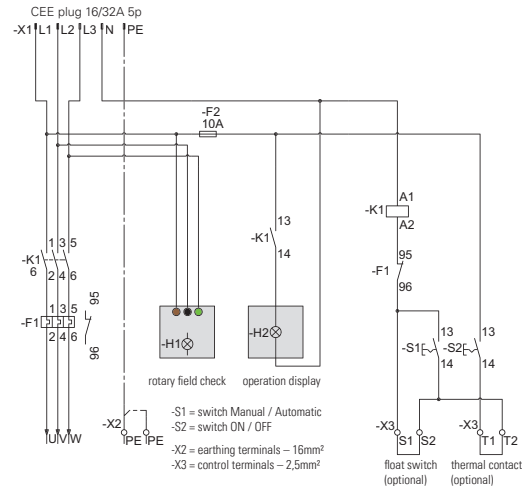 CEE plug 16/32A 5p
-X1 L1 L2 L3 N PE
-F2
10A
A1
-K1
A2
13
-K1
14
95
-F1
96
1 3 5
-K1
6
2 4 6
1 3 5
-F1
2 4 6
95
96
-H1
-H2
13
-S1
14
13
-S2
14
rotary field check
operation display
-S1 = switch Manual / Automatic
-S2 = switch ON / OFF
-X2 = earthing terminals – 16mm²
-X3 = control terminals – 2,5mm²
U V W
-X2
PE PE
-X3
S1 S2
-X3
T1 T2
float switch
(optional)
thermal contact
(optional)